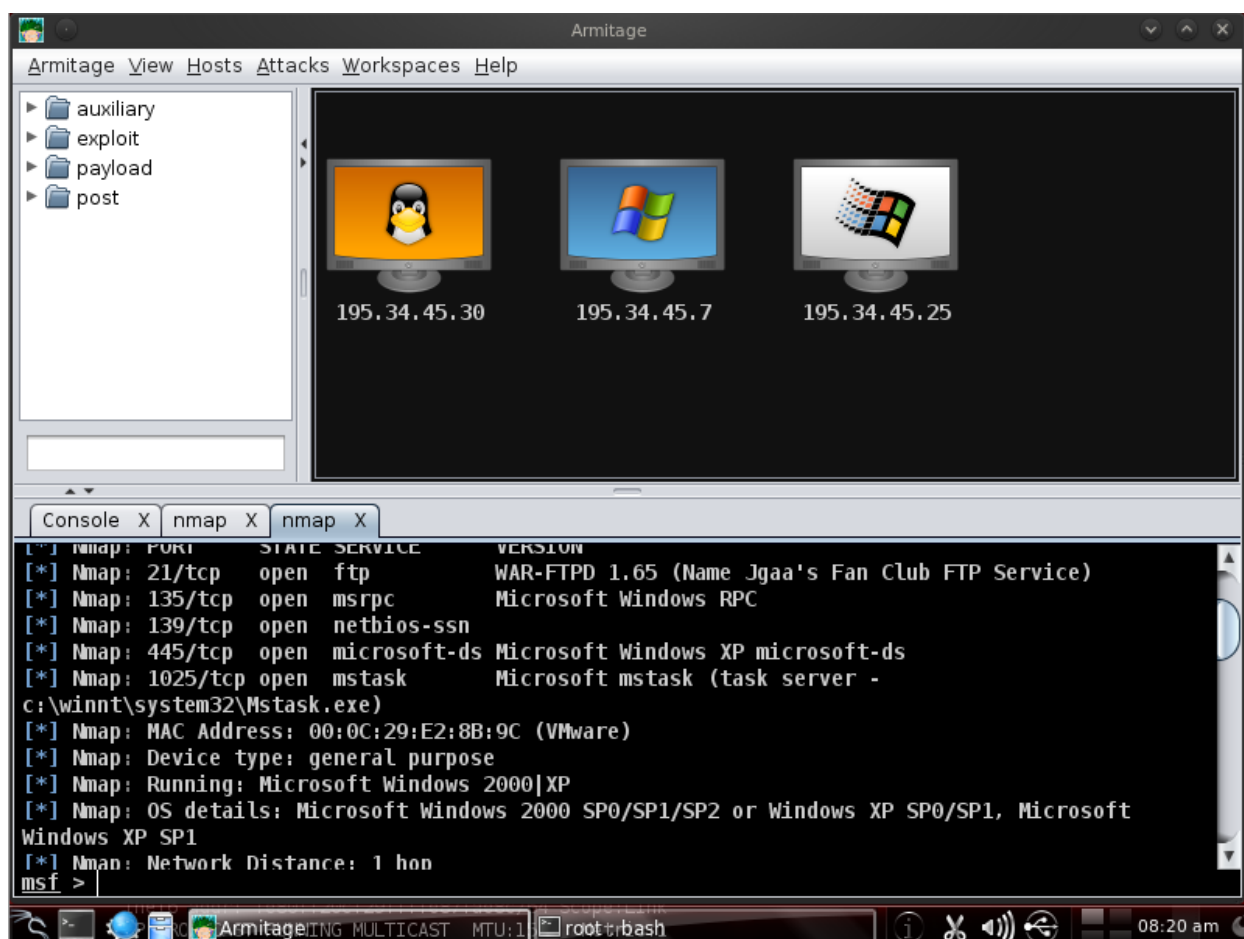 Armitage
Armitage View Hosts Attacks Workspaces Help
auxiliary
exploit
payload
post
195.34.45.30
195.34.45.7
195.34.45.25
Console X nmap X nmap X
[*] Nmap: PORT STATE SERVICE VERSION
[*] Nmap: 21/tcp open ftp WAR-FTPD 1.65 (Name Jgaa's Fan Club FTP Service)
[*] Nmap: 135/tcp open msrpc Microsoft Windows RPC
[*] Nmap: 139/tcp open netbios-ssn
[*] Nmap: 445/tcp open microsoft-ds Microsoft Windows XP microsoft-ds
[*] Nmap: 1025/tcp open mstask Microsoft mstask (task server -
c:\winnt\system32\Mstask.exe)
[*] Nmap: MAC Address: 00:0C:29:E2:8B:9C (VMware)
[*] Nmap: Device type: general purpose
[*] Nmap: Running: Microsoft Windows 2000|XP
[*] Nmap: OS details: Microsoft Windows 2000 SP0/SP1/SP2 or Windows XP SP0/SP1, Microsoft
Windows XP SP1
[*] Nmap: Network Distance: 1 hop
msf >
Armitage
MULTICAST
root : bash
08:20 am